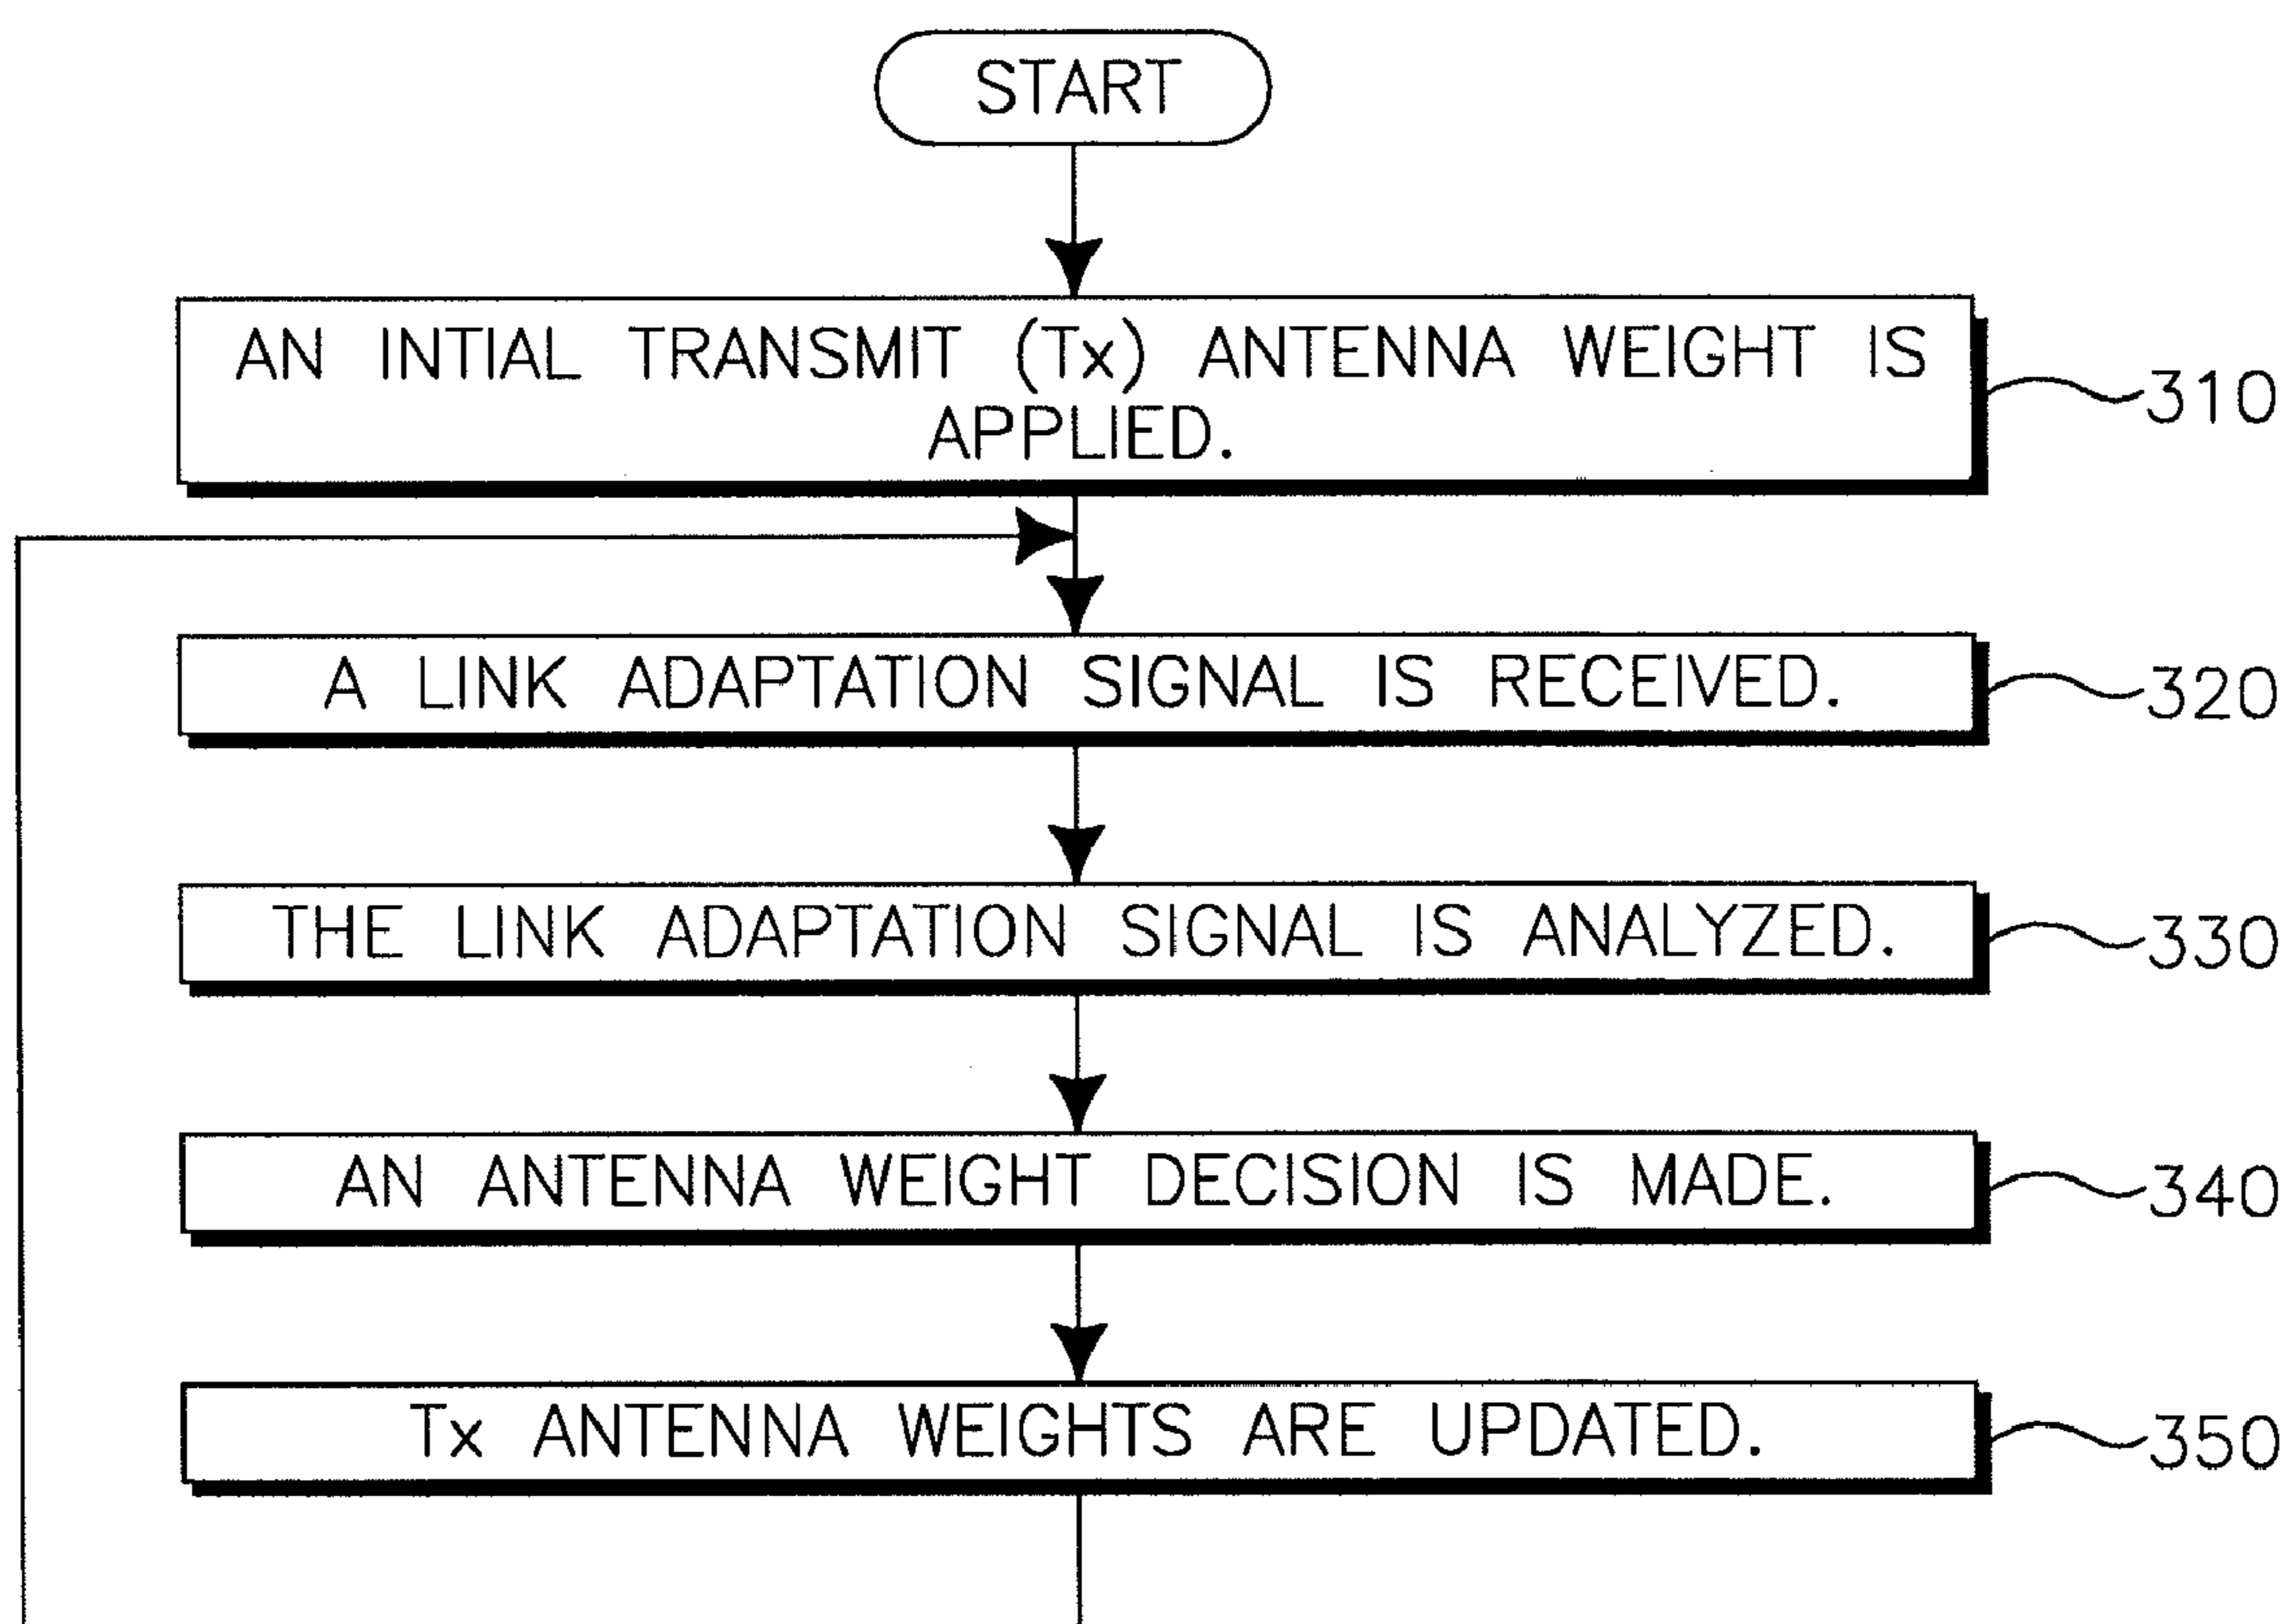 START
AN INTIAL TRANSMIT (Tx) ANTENNA WEIGHT IS
APPLIED.
310
A LINK ADAPTATION SIGNAL IS RECEIVED.
320
THE LINK ADAPTATION SIGNAL IS ANALYZED.
330
AN ANTENNA WEIGHT DECISION IS MADE.
340
Tx ANTENNA WEIGHTS ARE UPDATED.
350